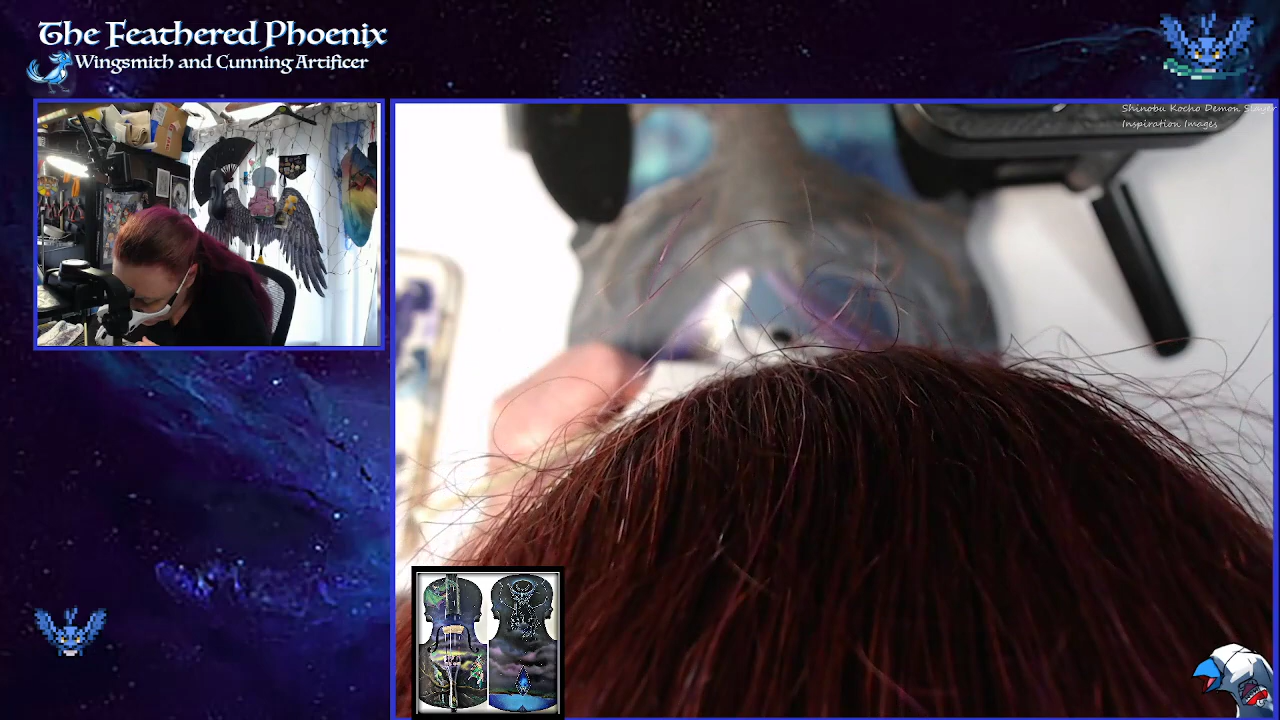 The Feathered Phoenix
Wingsmith and Cunning Artificer
Shinobu Kocho Demon Slayer
Inspiration Images